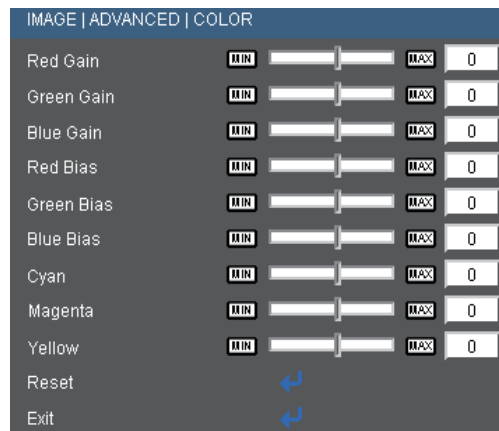 IMAGE | ADVANCED | COLOR
Red Gain MIN MAX 0
Green Gain MIN MAX 0
Blue Gain MIN MAX 0
Red Bias MIN MAX 0
Green Bias MIN MAX 0
Blue Bias MIN MAX 0
Cyan MIN MAX 0
Magenta MIN MAX 0
Yellow MIN MAX 0
Reset
Exit